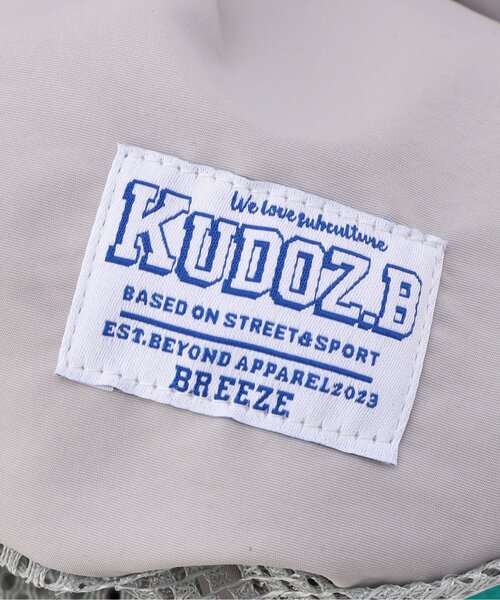 We love subculture
KUDOZ.B
BASED ON STREET&SPORT
EST.BEYOND APPAREL2023
BREEZE